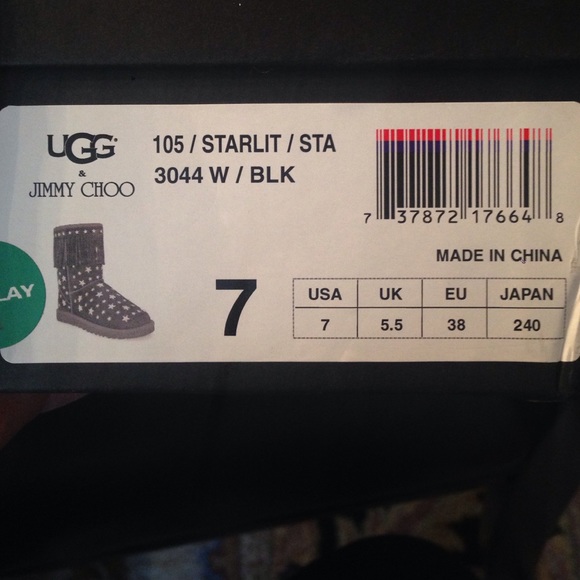 UGG
&
JIMMY CHOO
105 / STARLIT / STA
3044 W / BLK
7 37872 17664 8
MADE IN CHINA
LAY
7
USA UK EU JAPAN
7 5.5 38 240